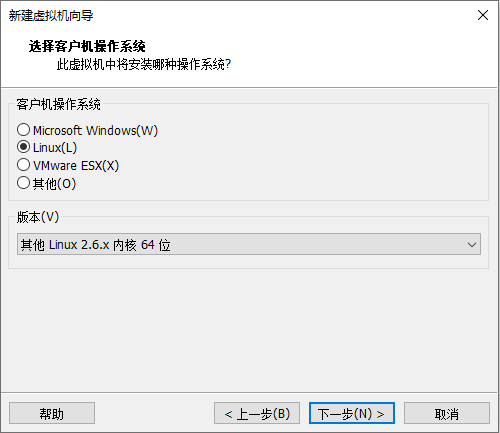 新建虚拟机向导
选择客户机操作系统
此虚拟机中将安装哪种操作系统?
客户机操作系统
Microsoft Windows(W)
Linux(L)
VMware ESX(X)
其他(O)
版本(V)
其他 Linux 2.6.x 内核 64 位
帮助
< 上一步(B)
下一步(N) >
取消